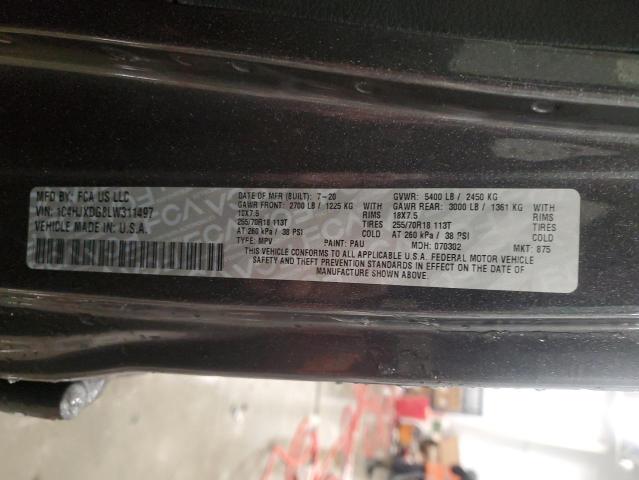 MFD BY: FCA US LLC
VIN: 1C4HJXDG8LW311497
VEHICLE MADE IN: U.S.A.
DATE OF MFR (BUILT): 7-20 GVWR: 5400 LB / 2450 KG
GAWR FRONT: 2700 LB / 1225 KG GAWR REAR: 3000 LB / 1361 KG
18X7.5 RIMS 18X7.5 RIMS
255/70R18 113T TIRES 255/70R18 113T TIRES
AT 260 kPa / 38 PSI COLD AT 260 kPa / 38 PSI COLD
TYPE: MPV PAINT: PAU MDH: 070302 MKT: 875
THIS VEHICLE CONFORMS TO ALL APPLICABLE U.S.A. FEDERAL MOTOR VEHICLE
SAFETY AND THEFT PREVENTION STANDARDS IN EFFECT ON THE DATE OF
MANUFACTURE SHOWN ABOVE.